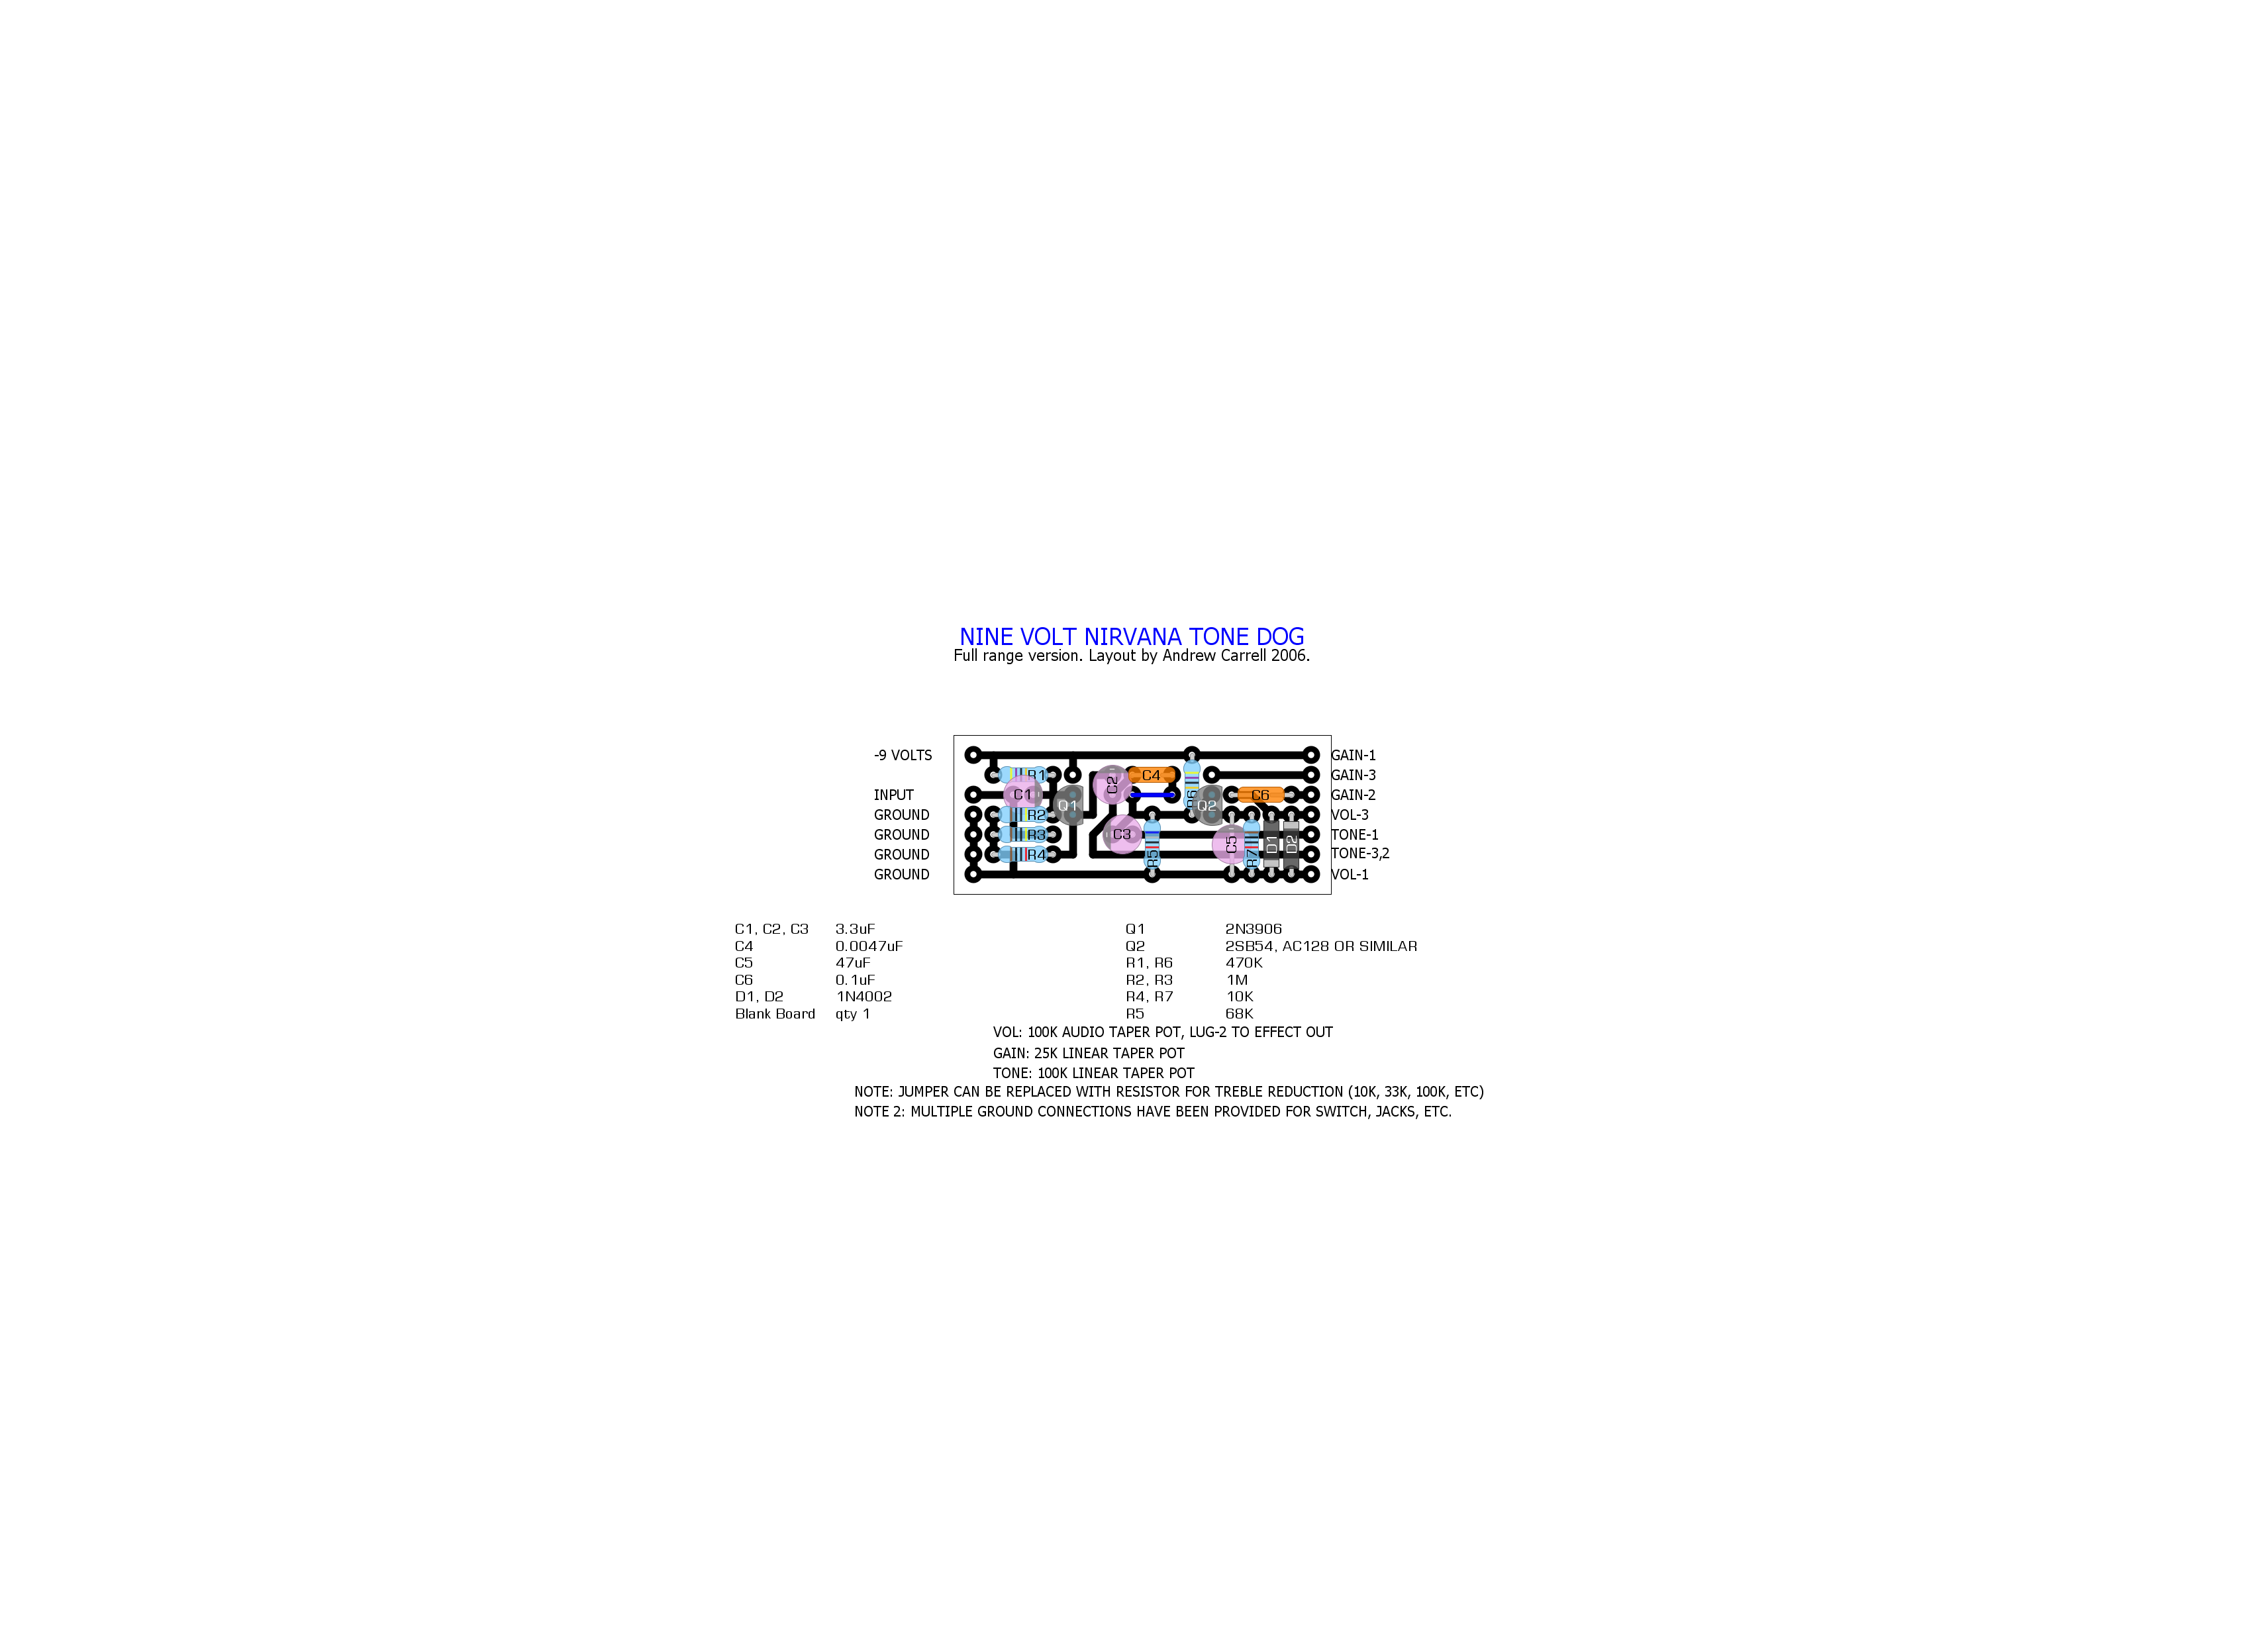 NINE VOLT NIRVANA TONE DOG
Full range version. Layout by Andrew Carrell 2006.
-9 VOLTS
GAIN-1
R1
C2
C4
GAIN-3
INPUT
C1
Q1
R6
Q2
C6
GAIN-2
GROUND
R2
VOL-3
GROUND
R3
C3
R5
C5
R7
D1
D2
TONE-1
GROUND
R4
TONE-3,2
GROUND
VOL-1
C1, C2, C3 3.3uF
C4 0.0047uF
C5 47uF
C6 0.1uF
D1, D2 1N4002
Blank Board qty 1
Q1 2N3906
Q2 2SB54, AC128 OR SIMILAR
R1, R6 470K
R2, R3 1M
R4, R7 10K
R5 68K
VOL: 100K AUDIO TAPER POT, LUG-2 TO EFFECT OUT
GAIN: 25K LINEAR TAPER POT
TONE: 100K LINEAR TAPER POT
NOTE: JUMPER CAN BE REPLACED WITH RESISTOR FOR TREBLE REDUCTION (10K, 33K, 100K, ETC)
NOTE 2: MULTIPLE GROUND CONNECTIONS HAVE BEEN PROVIDED FOR SWITCH, JACKS, ETC.